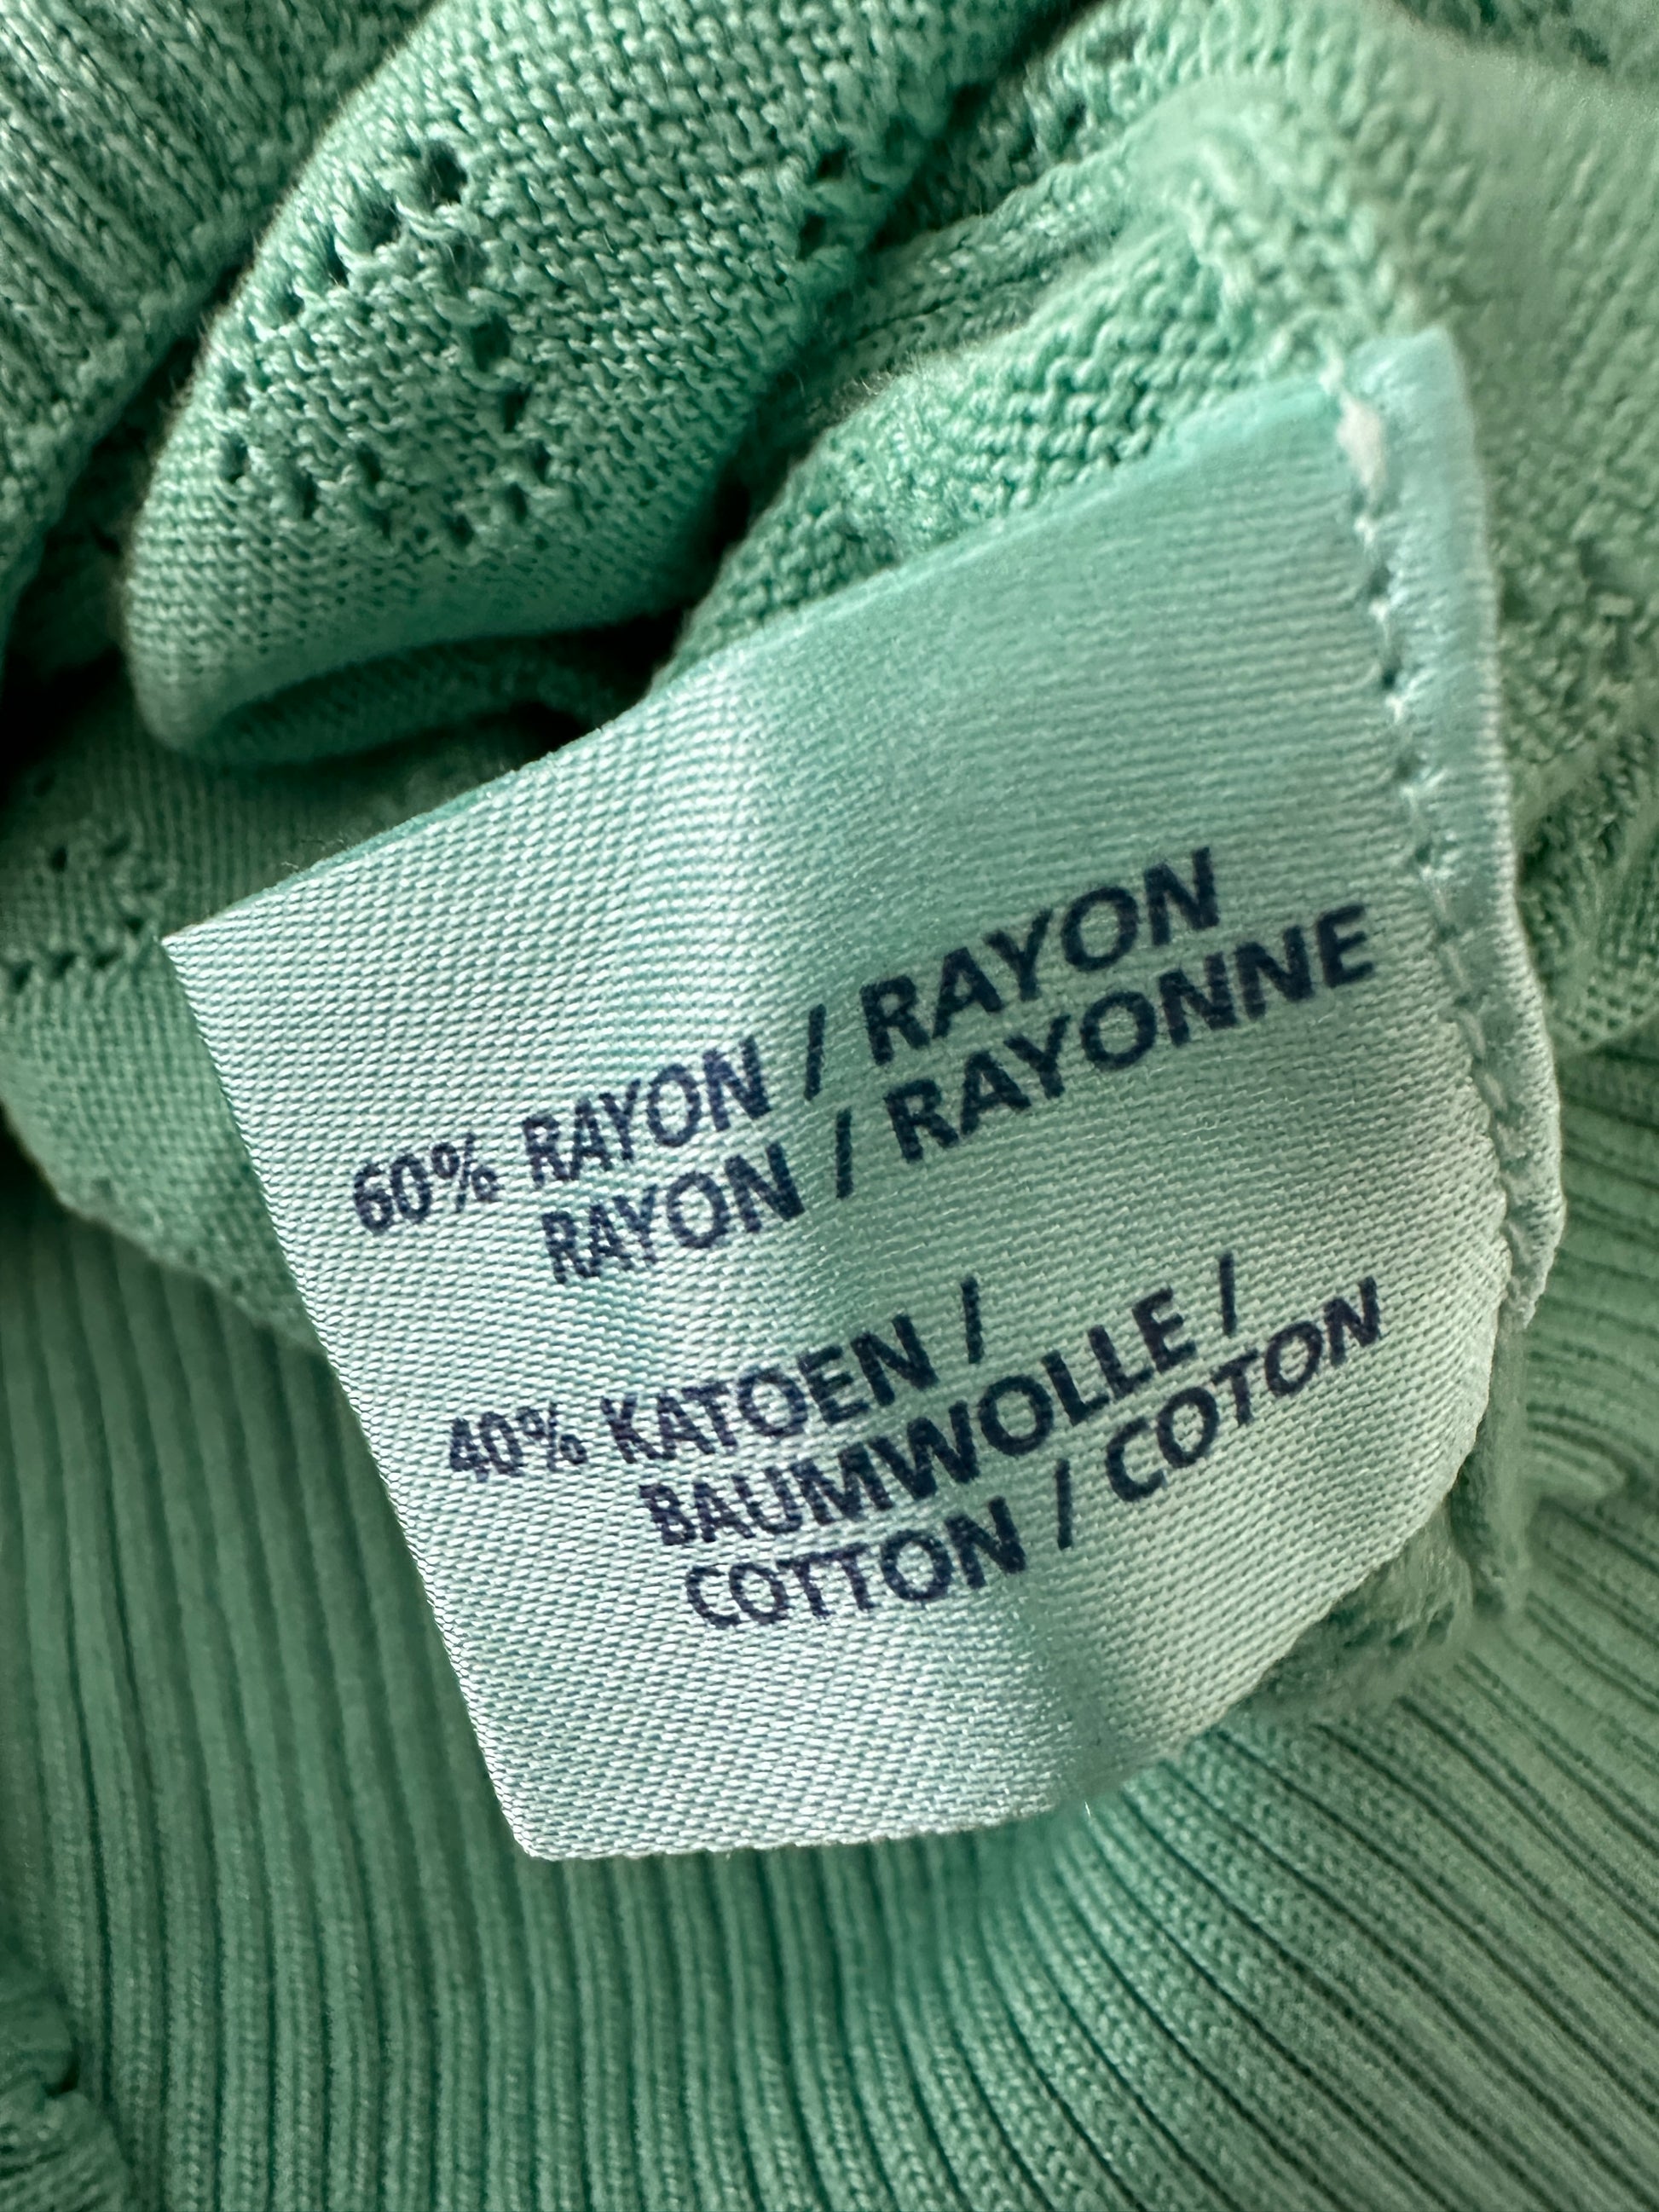 60% RAYON / RAYON
RAYON / RAYONNE
40% KATOEN /
BAUMWOLLE /
COTTON / COTON